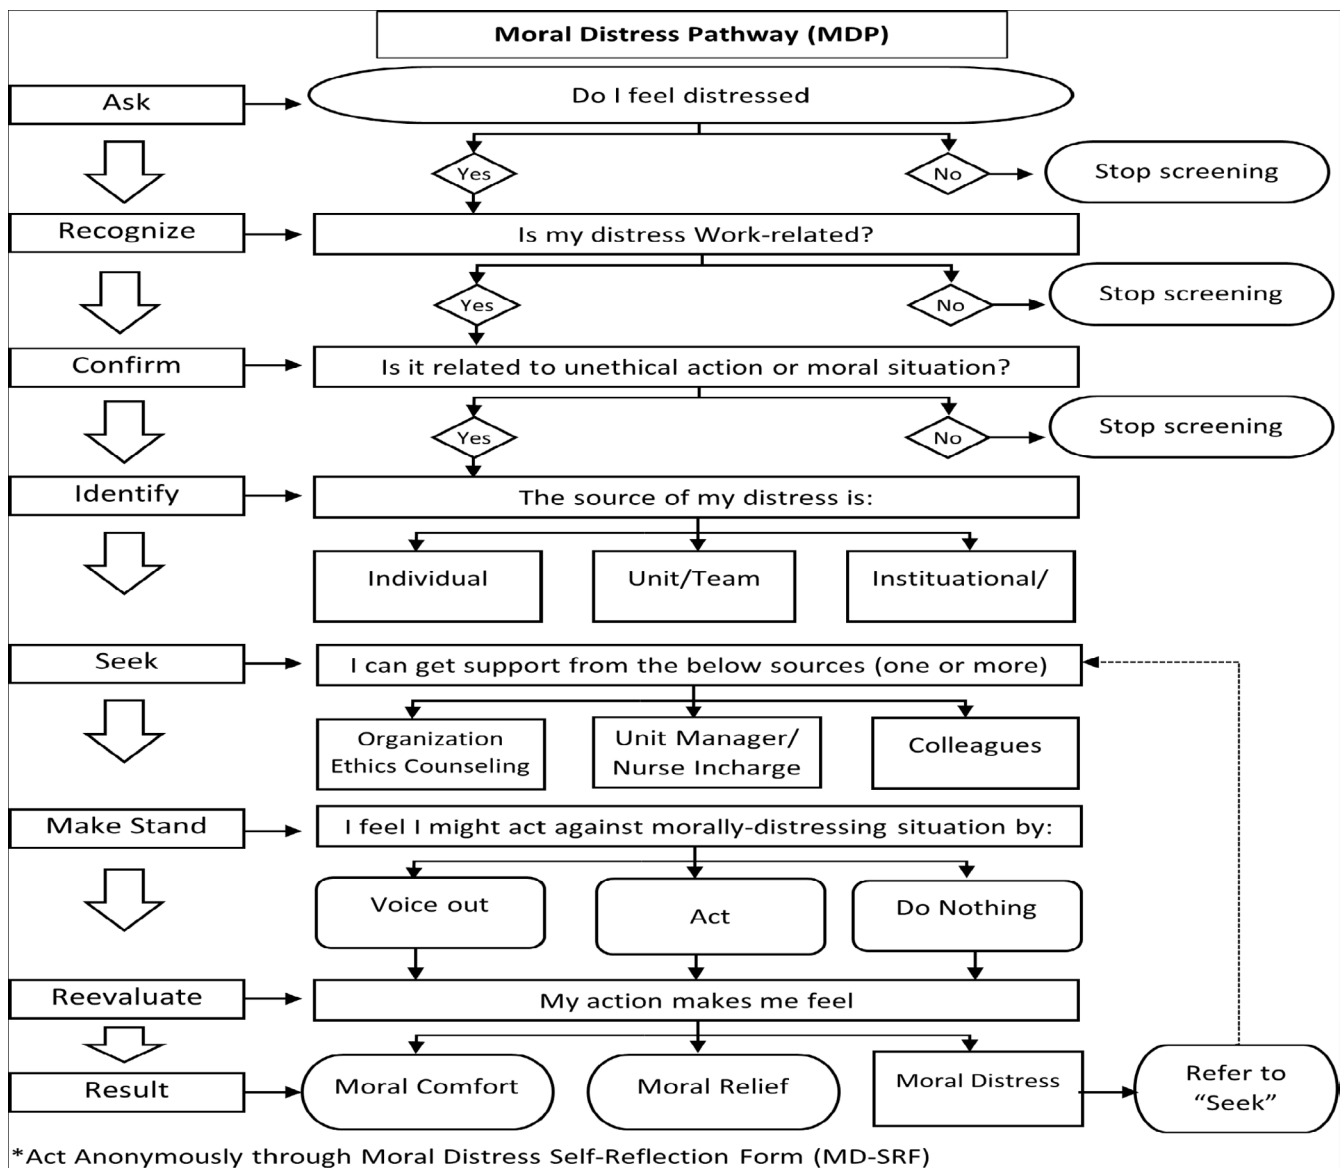 Moral Distress Pathway (MDP)
Ask
Do I feel distressed
Yes
No
Stop screening
Recognize
Is my distress Work-related?
Yes
No
Stop screening
Confirm
Is it related to unethical action or moral situation?
Yes
No
Stop screening
Identify
The source of my distress is:
Individual
Unit/Team
Instituational/
Seek
I can get support from the below sources (one or more)
Organization
Ethics Counseling
Unit Manager/
Nurse Incharge
Colleagues
Make Stand
I feel I might act against morally-distressing situation by:
Voice out
Act
Do Nothing
Reevaluate
My action makes me feel
Result
Moral Comfort
Moral Relief
Moral Distress
Refer to
“Seek”
*Act Anonymously through Moral Distress Self-Reflection Form (MD-SRF)